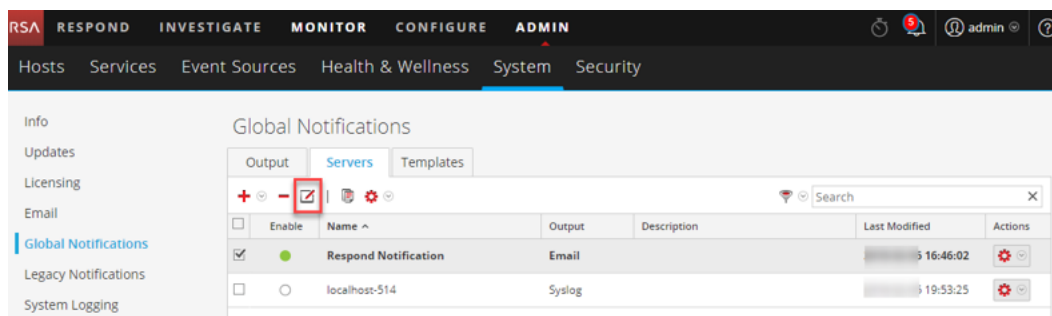 RSA RESPOND INVESTIGATE MONITOR CONFIGURE ADMIN 5 admin ?
Hosts Services Event Sources Health & Wellness System Security
Info
Updates
Licensing
Email
Global Notifications
Legacy Notifications
System Logging
Global Notifications
Output Servers Templates
Search X
Enable Name Output Description Last Modified Actions
Respond Notification Email 16:46:02
localhost-514 Syslog 19:53:25